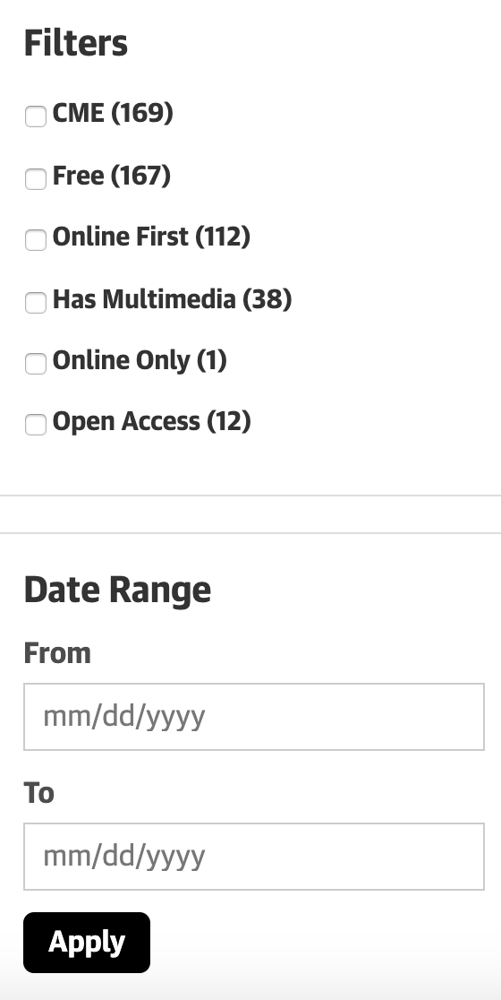 Filters
CME (169)
Free (167)
Online First (112)
Has Multimedia (38)
Online Only (1)
Open Access (12)
Date Range
From
mm/dd/yyyy
To
mm/dd/yyyy
Apply